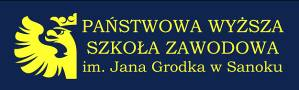 PAŃSTWOWA WYŻSZA
SZKOŁA ZAWODOWA
im. Jana Grodka w Sanoku